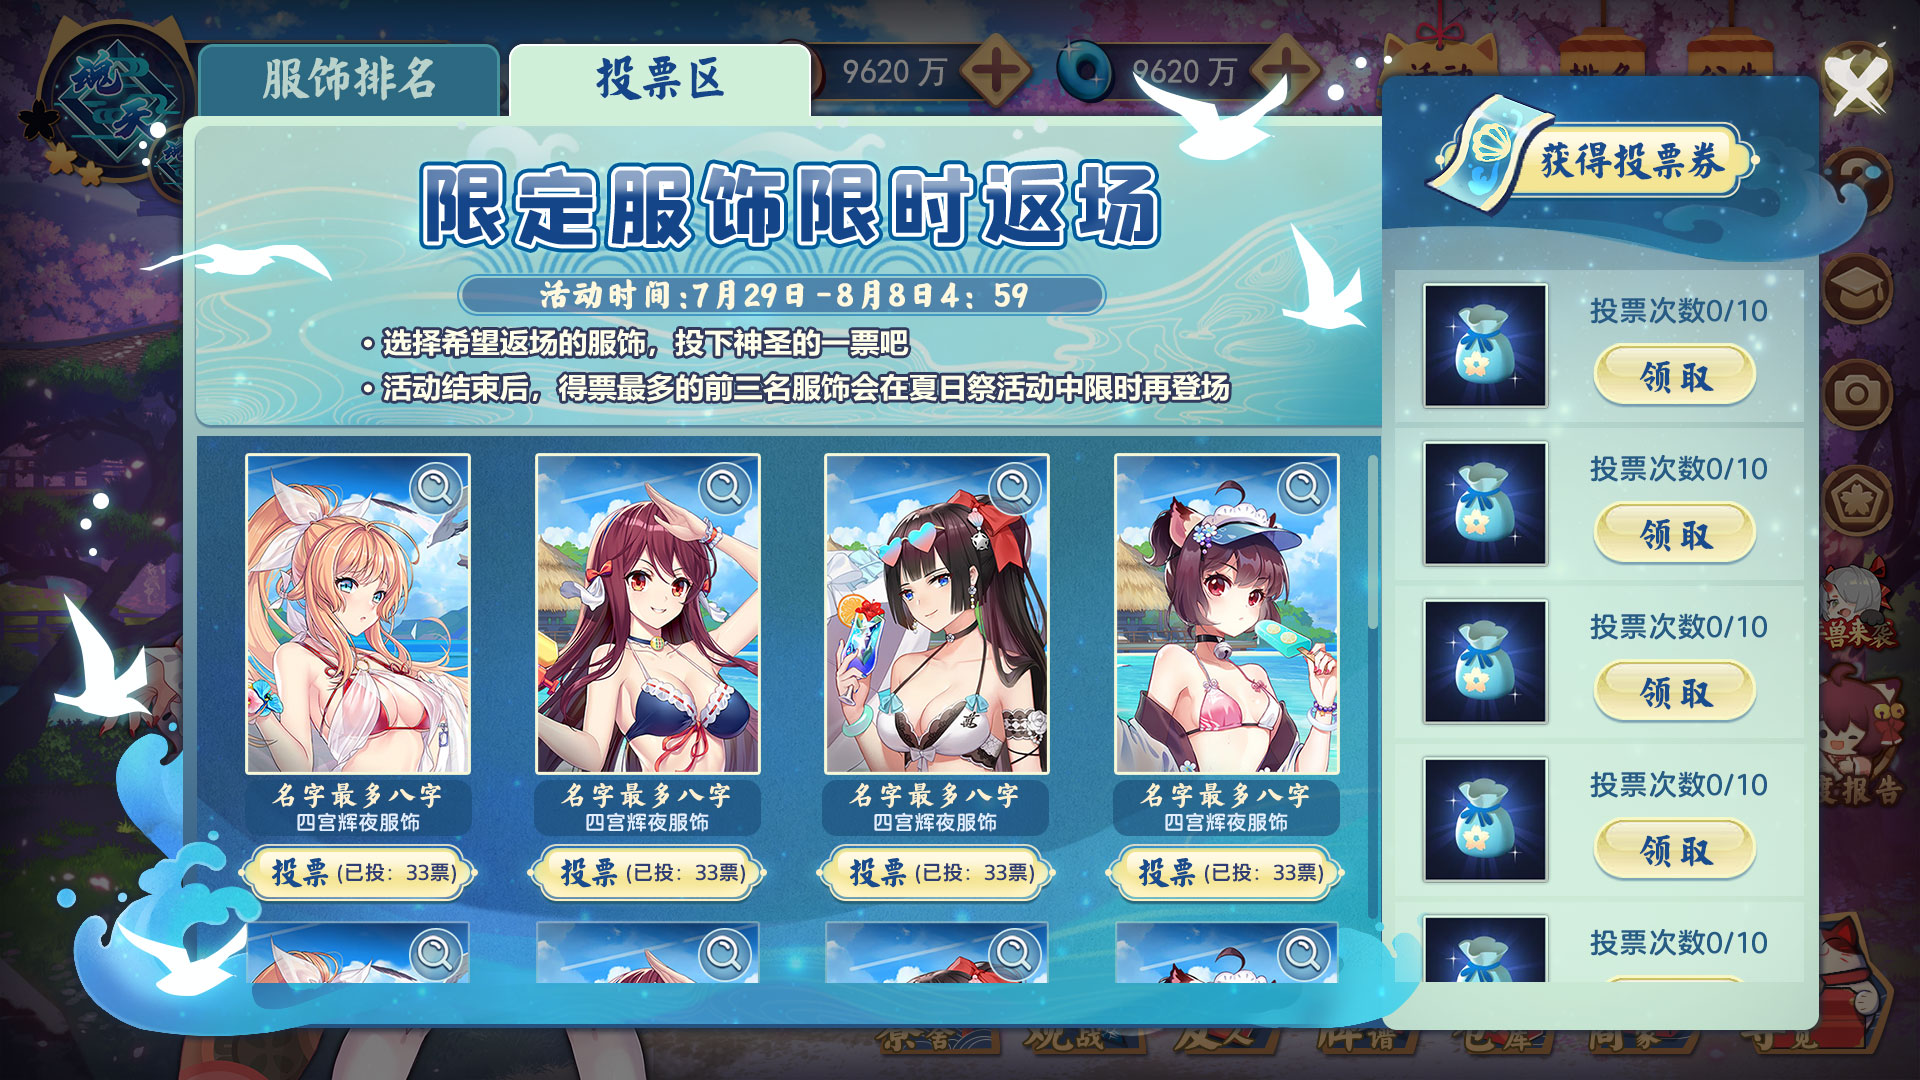 服饰排名
投票区
9620 万
9620 万
限定服饰限时返场
活动时间:7月29日-8月8日4：59
• 选择希望返场的服饰，投下神圣的一票吧
• 活动结束后，得票最多的前三名服饰会在夏日祭活动中限时再登场
名字最多八字
四宫辉夜服饰
投票(已投：33票)
名字最多八字
四宫辉夜服饰
投票(已投：33票)
名字最多八字
四宫辉夜服饰
投票(已投：33票)
名字最多八字
四宫辉夜服饰
投票(已投：33票)
获得投票券
投票次数0/10
领取
投票次数0/10
领取
投票次数0/10
领取
投票次数0/10
领取
投票次数0/10
兽来袭
报告